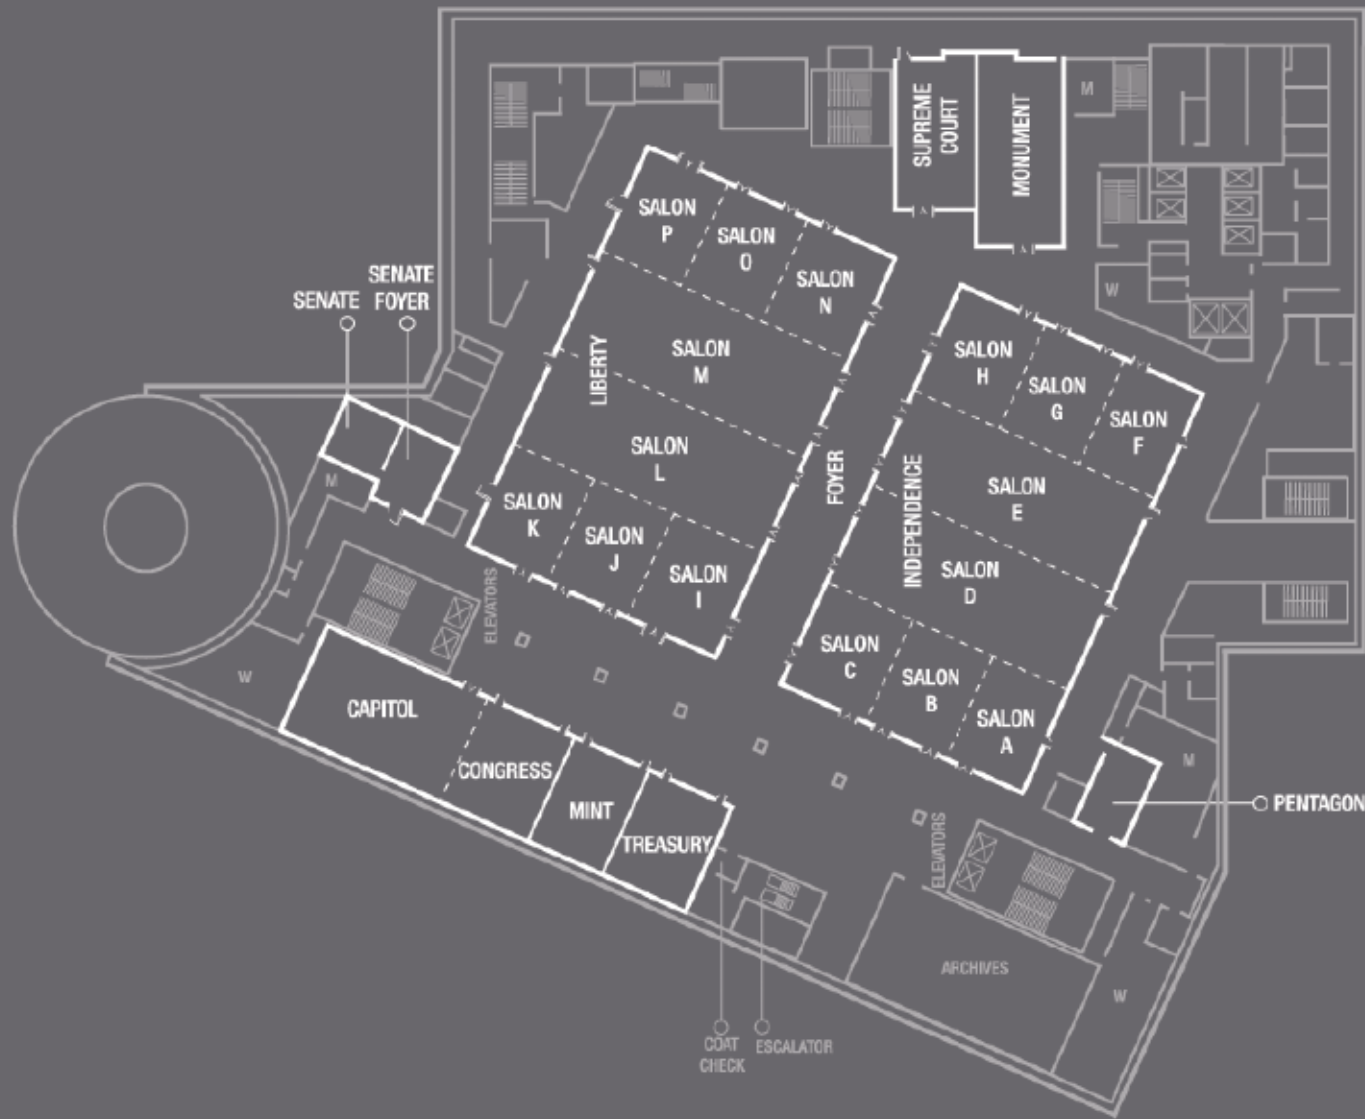 SUPREME
COURT
MONUMENT
M
SALON
P
SALON
O
SALON
N
SENATE
SENATE
FOYER
W
LIBERTY
SALON
M
SALON
H
SALON
G
SALON
F
SALON
L
FOYER
INDEPENDENCE
SALON
E
M
SALON
K
SALON
J
SALON
I
SALON
D
ELEVATORS
SALON
C
SALON
B
SALON
A
W
CAPITOL
CONGRESS
MINT
TREASURY
M
PENTAGON
ELEVATORS
ARCHIVES
W
COAT
CHECK
ESCALATOR